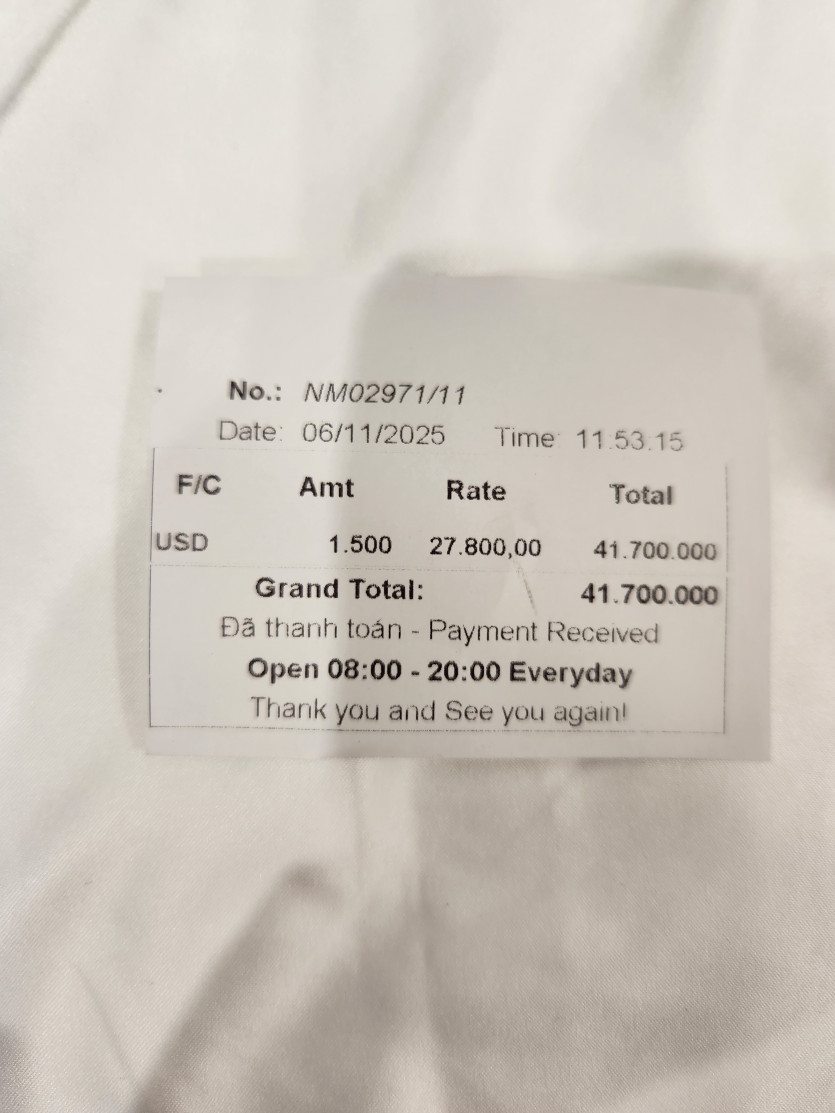 No.: NM02971/11
Date: 06/11/2025 Time: 11.53.15
F/C Amt Rate Total
USD 1.500 27.800,00 41.700.000
Grand Total: 41.700.000
Đã thanh toán - Payment Received
Open 08:00 - 20:00 Everyday
Thank you and See you again!